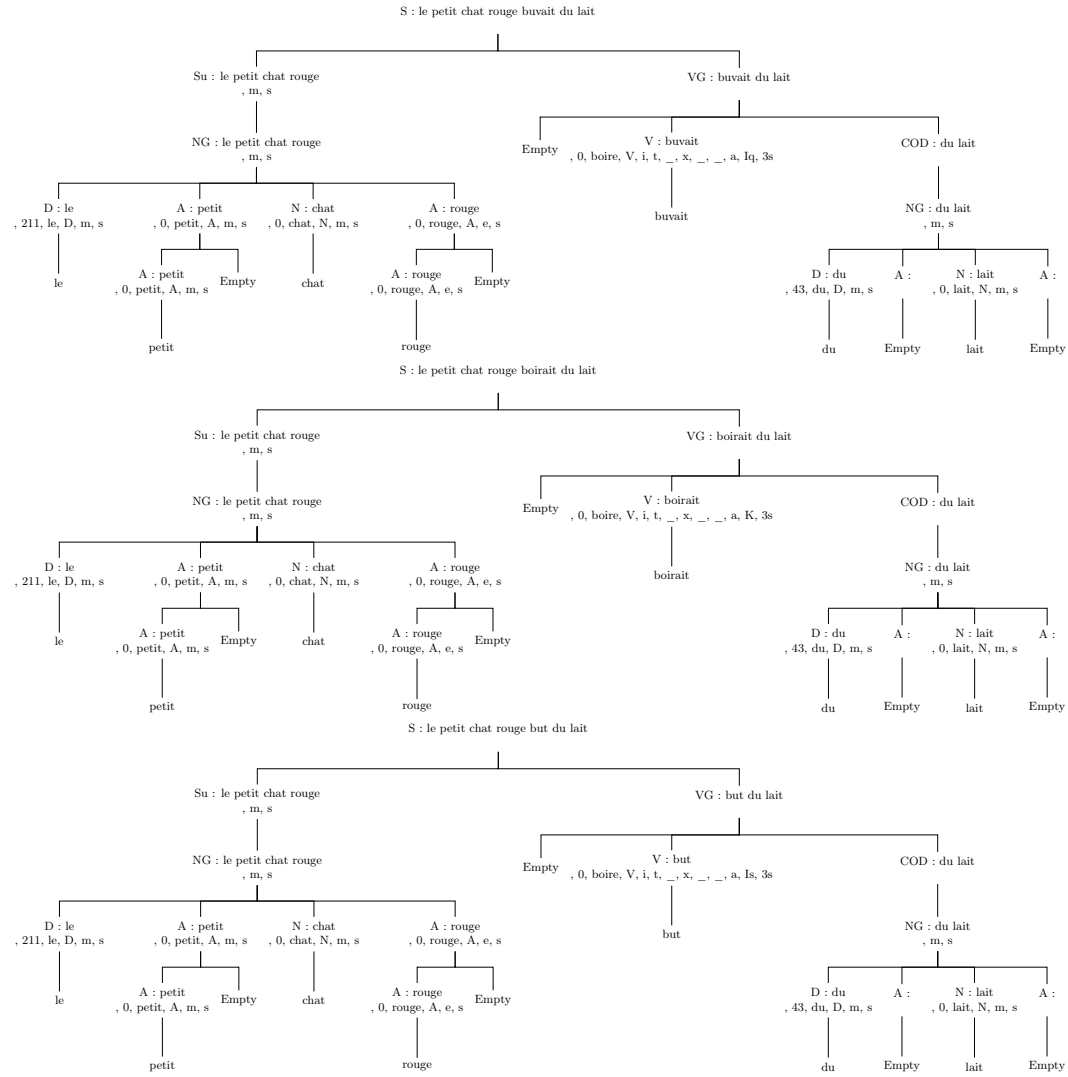 S : le petit chat rouge buvait du lait
Su : le petit chat rouge
, m, s
VG : buvait du lait
NG : le petit chat rouge
, m, s
Empty
V : buvait
, 0, boire, V, i, t, _, x, _, _, a, Iq, 3s
COD : du lait
D : le
, 211, le, D, m, s
A : petit
, 0, petit, A, m, s
N : chat
, 0, chat, N, m, s
A : rouge
, 0, rouge, A, e, s
buvait
NG : du lait
, m, s
le
A : petit
, 0, petit, A, m, s
Empty
chat
A : rouge
, 0, rouge, A, e, s
Empty
D : du
, 43, du, D, m, s
A :
N : lait
, 0, lait, N, m, s
A :
petit
rouge
du
Empty
lait
Empty
S : le petit chat rouge boirait du lait
Su : le petit chat rouge
, m, s
VG : boirait du lait
NG : le petit chat rouge
, m, s
Empty
V : boirait
, 0, boire, V, i, t, _, x, _, _, a, K, 3s
COD : du lait
D : le
, 211, le, D, m, s
A : petit
, 0, petit, A, m, s
N : chat
, 0, chat, N, m, s
A : rouge
, 0, rouge, A, e, s
boirait
NG : du lait
, m, s
le
A : petit
, 0, petit, A, m, s
Empty
chat
A : rouge
, 0, rouge, A, e, s
Empty
D : du
, 43, du, D, m, s
A :
N : lait
, 0, lait, N, m, s
A :
petit
rouge
du
Empty
lait
Empty
S : le petit chat rouge but du lait
Su : le petit chat rouge
, m, s
VG : but du lait
NG : le petit chat rouge
, m, s
Empty
V : but
, 0, boire, V, i, t, _, x, _, _, a, Is, 3s
COD : du lait
D : le
, 211, le, D, m, s
A : petit
, 0, petit, A, m, s
N : chat
, 0, chat, N, m, s
A : rouge
, 0, rouge, A, e, s
but
NG : du lait
, m, s
le
A : petit
, 0, petit, A, m, s
Empty
chat
A : rouge
, 0, rouge, A, e, s
Empty
D : du
, 43, du, D, m, s
A :
N : lait
, 0, lait, N, m, s
A :
petit
rouge
du
Empty
lait
Empty